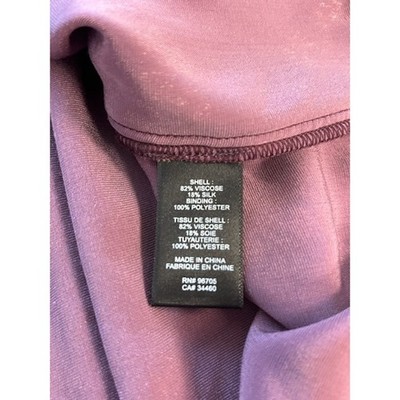 SHELL :
82% VISCOSE
18% SILK
BINDING :
100% POLYESTER
TISSU DE SHELL :
82% VISCOSE
18% SOIE
TUYAUTERIE :
100% POLYESTER
MADE IN CHINA
FABRIQUE EN CHINE
RN# 96705
CA# 34460